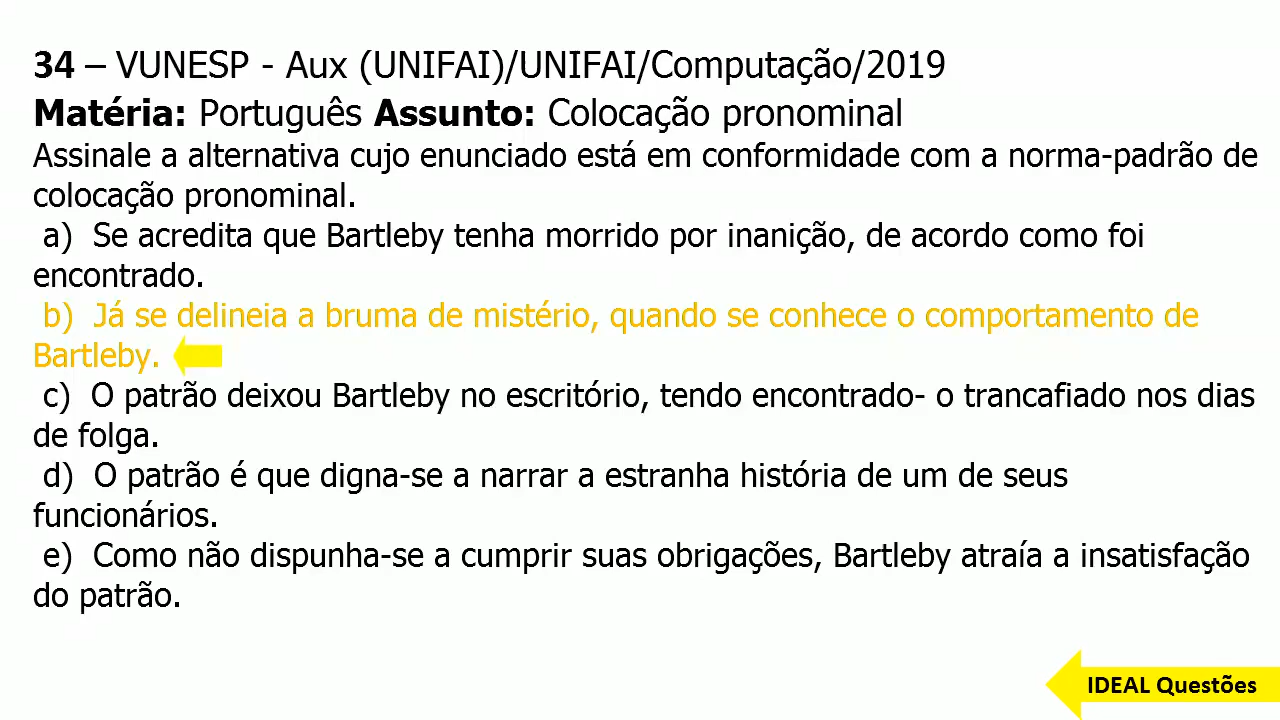 34 – VUNESP - Aux (UNIFAI)/UNIFAI/Computação/2019
Matéria: Português Assunto: Colocação pronominal
Assinale a alternativa cujo enunciado está em conformidade com a norma-padrão de
colocação pronominal.
a) Se acredita que Bartleby tenha morrido por inanição, de acordo como foi
encontrado.
b) Já se delineia a bruma de mistério, quando se conhece o comportamento de
Bartleby.
c) O patrão deixou Bartleby no escritório, tendo encontrado- o trancafiado nos dias
de folga.
d) O patrão é que digna-se a narrar a estranha história de um de seus
funcionários.
e) Como não dispunha-se a cumprir suas obrigações, Bartleby atraía a insatisfação
do patrão.
IDEAL Questões